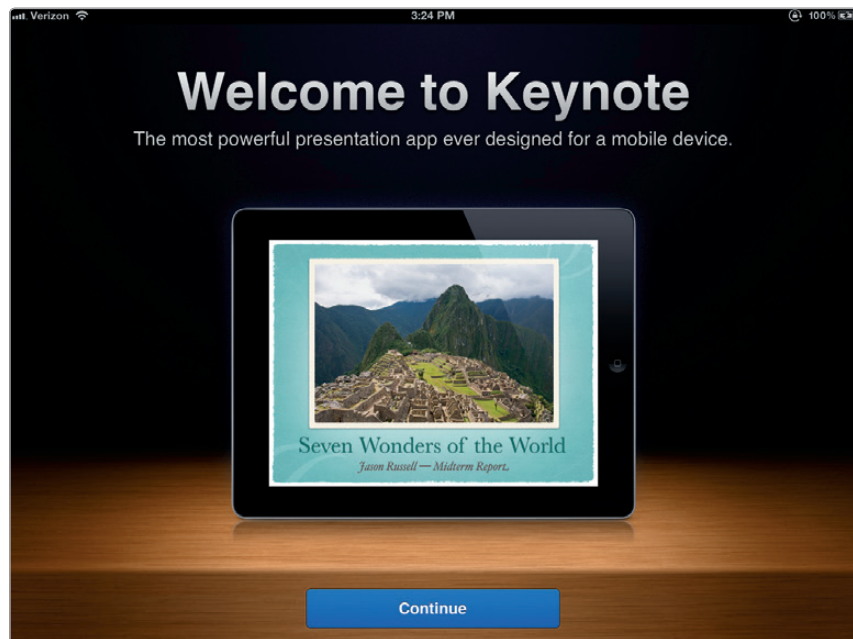 Verizon 3:24 PM 100%
Welcome to Keynote
The most powerful presentation app ever designed for a mobile device.
Seven Wonders of the World
Jason Russell — Midterm Report
Continue